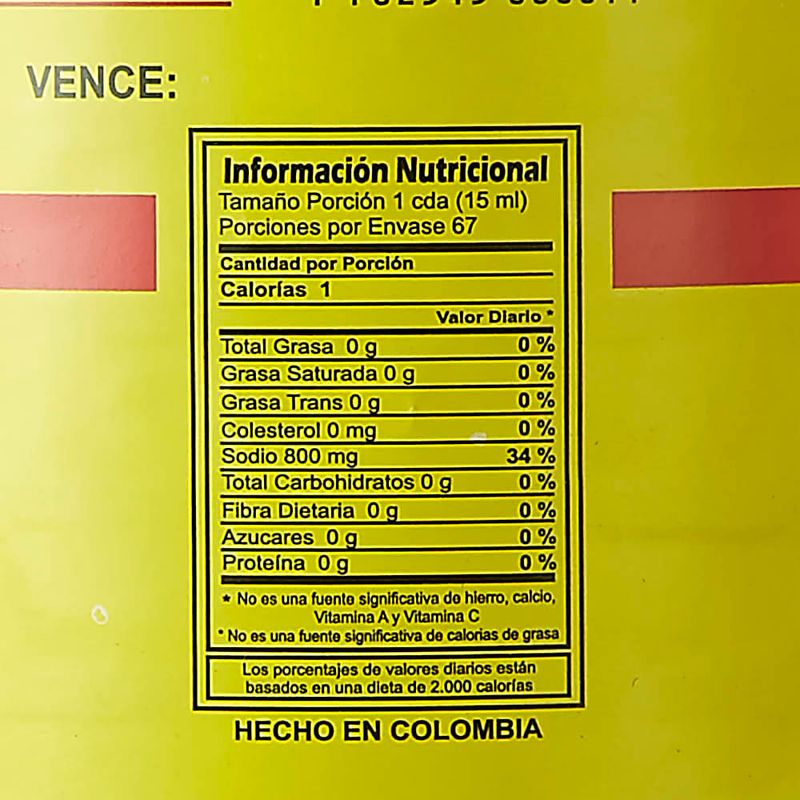 VENCE:
Información Nutricional
Tamaño Porción 1 cda (15 ml)
Porciones por Envase 67
Cantidad por Porción
Calorías 1
Valor Diario *
Total Grasa 0 g 0 %
Grasa Saturada 0 g 0 %
Grasa Trans 0 g 0 %
Colesterol 0 mg 0 %
Sodio 800 mg 34 %
Total Carbohidratos 0 g 0 %
Fibra Dietaria 0 g 0 %
Azucares 0 g 0 %
Proteína 0 g 0 %
* No es una fuente significativa de hierro, calcio,
Vitamina A y Vitamina C
* No es una fuente significativa de calorias de grasa
Los porcentajes de valores diarios están
basados en una dieta de 2.000 calorías
HECHO EN COLOMBIA